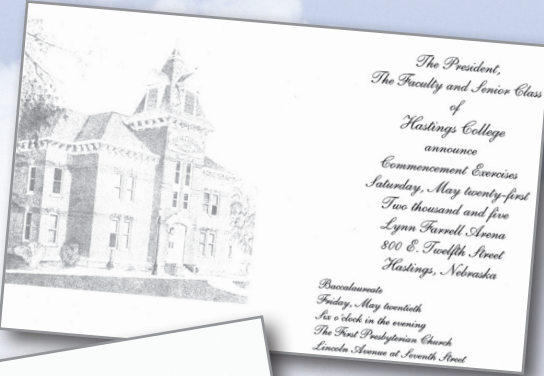 The President,
The Faculty and Senior Class
of
Hastings College
announce
Commencement Exercises
Saturday, May twenty-first
Two thousand and five
Lynn Farrell Arena
800 E. Twelfth Street
Hastings, Nebraska
Baccalaureate
Friday, May twentieth
Six o'clock in the evening
The First Presbyterian Church
Lincoln Avenue at Seventh Street